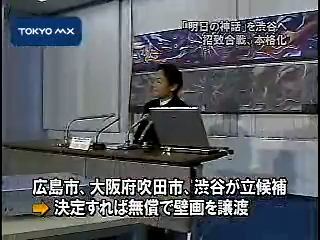 TOKYO MX
「明日の神話」を渋谷へ
招致合戦、本格化
広島市、大阪府吹田市、渋谷が立候補
➡ 決定すれば無償で壁画を譲渡